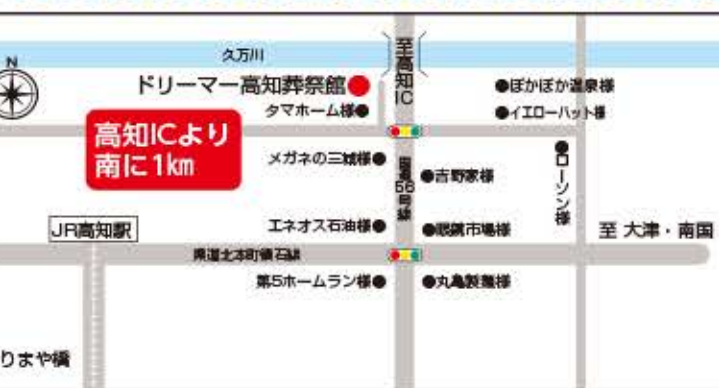 久万川
至高知IC
N
ドリーマー高知葬祭館
ぽかぽか温泉様
タマホーム様
イエローハット様
高知ICより
南に1km
メガネの三城様
国道56号線
吉野家様
ローソン様
JR高知駅
エネオス石油様
眼鏡市場様
至 大津・南国
県道北本町領石線
第5ホームラン様
丸亀製麺様
りまや橋